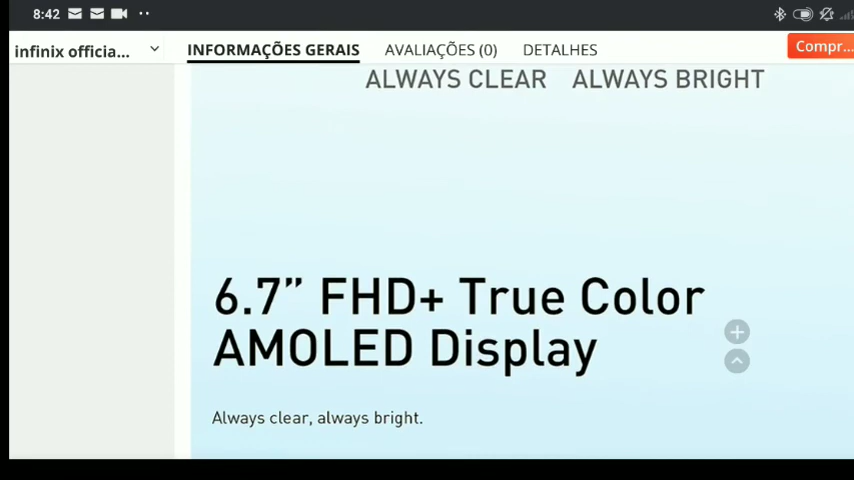 8:42
infinix officia...
INFORMAÇÕES GERAIS
AVALIAÇÕES (0)
DETALHES
Compr...
ALWAYS CLEAR ALWAYS BRIGHT
6.7” FHD+ True Color
AMOLED Display
Always clear, always bright.